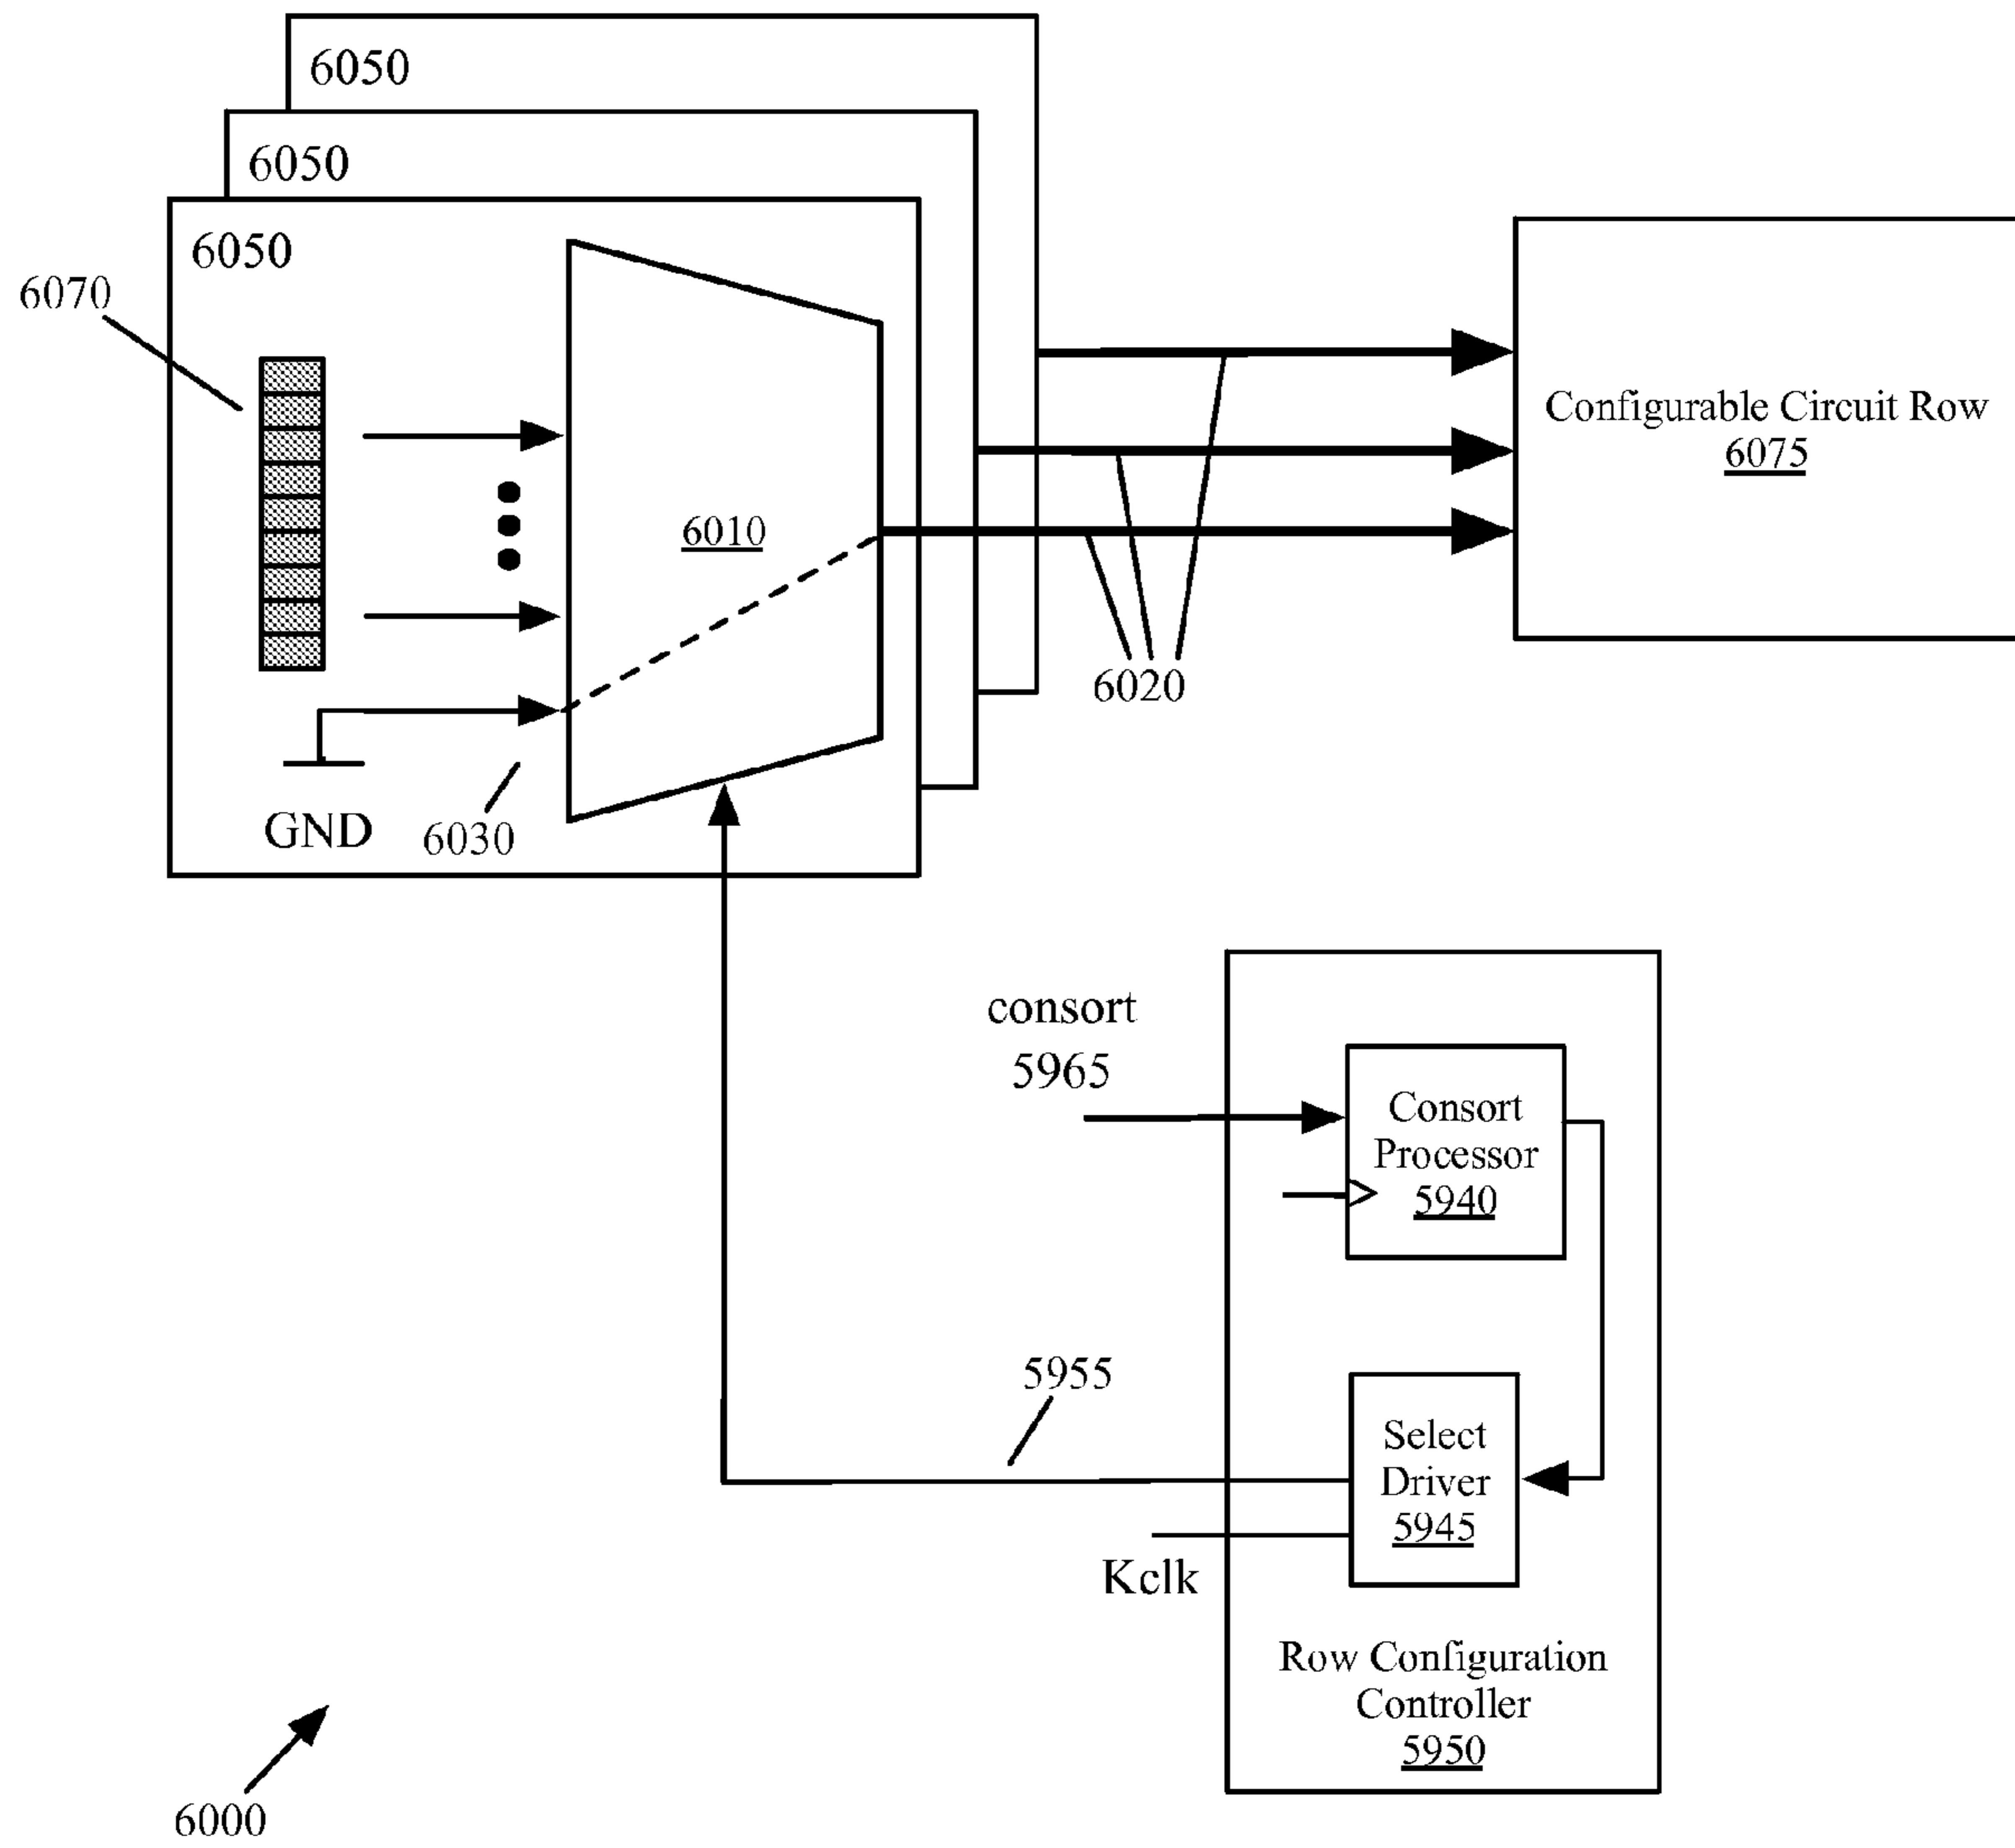 6050
6050
6050
6070
6010
Configurable Circuit Row
6075
6020
GND
6030
consort
5965
Consort
Processor
5940
5955
Select
Driver
5945
Kclk
Row Configuration
Controller
5950
6000